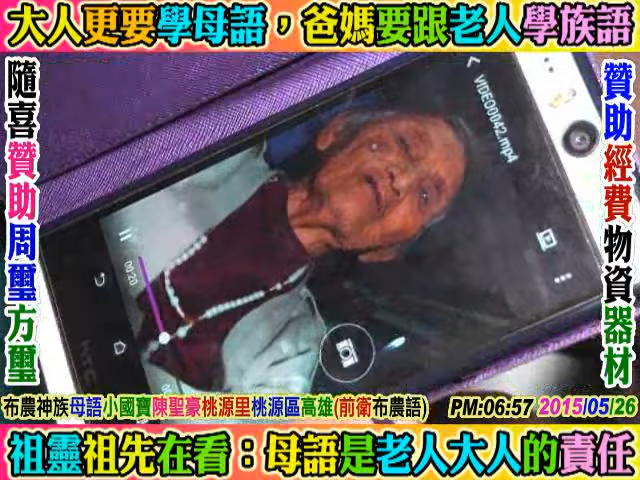 大人更要學母語，爸媽要跟老人學族語
隨喜贊助周璽方璽
贊助經費物資器材
VIDEO0042.mp4
00:20
hTC
布農神族母語小國寶陳聖豪桃源里桃源區高雄(前衛布農語) PM:06:57 2015/05/26
祖靈祖先在看：母語是老人大人的責任